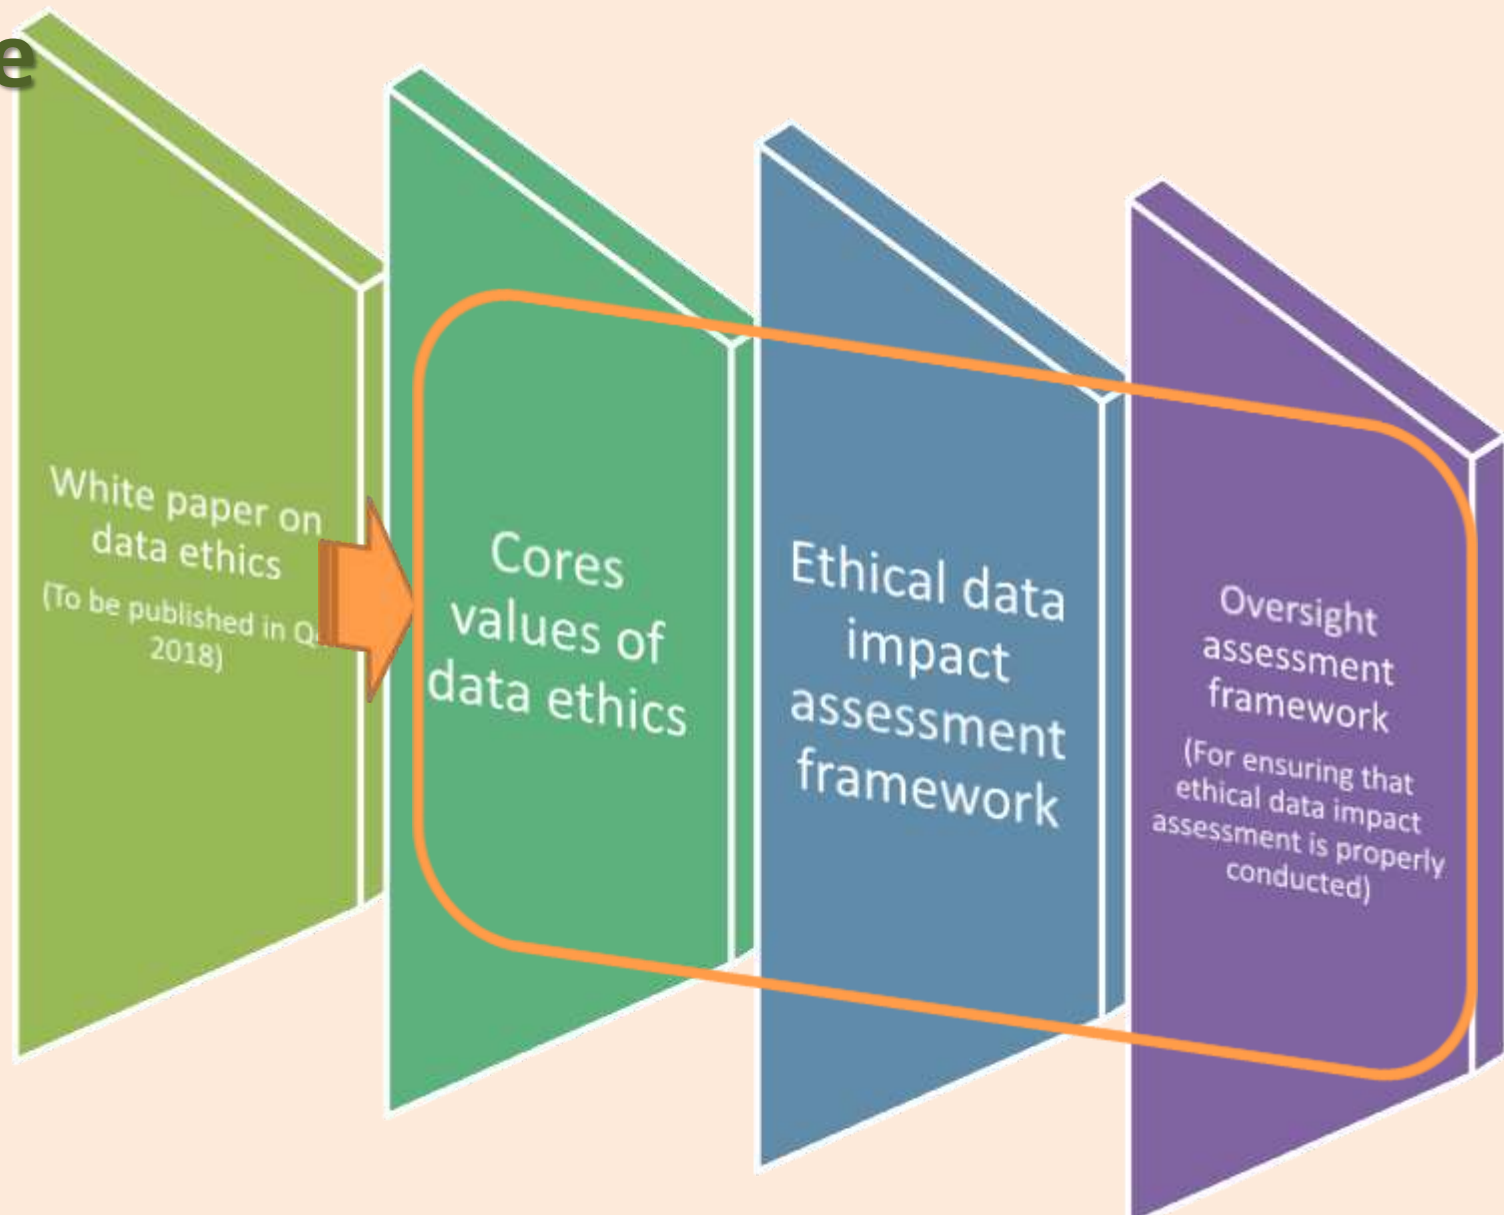 e
White paper on
data ethics
(To be published in
2018)
Cores
values of
data ethics
Ethical data
impact
assessment
framework
Oversight
assessment
framework
(For ensuring that
ethical data impact
assessment is properly
conducted)